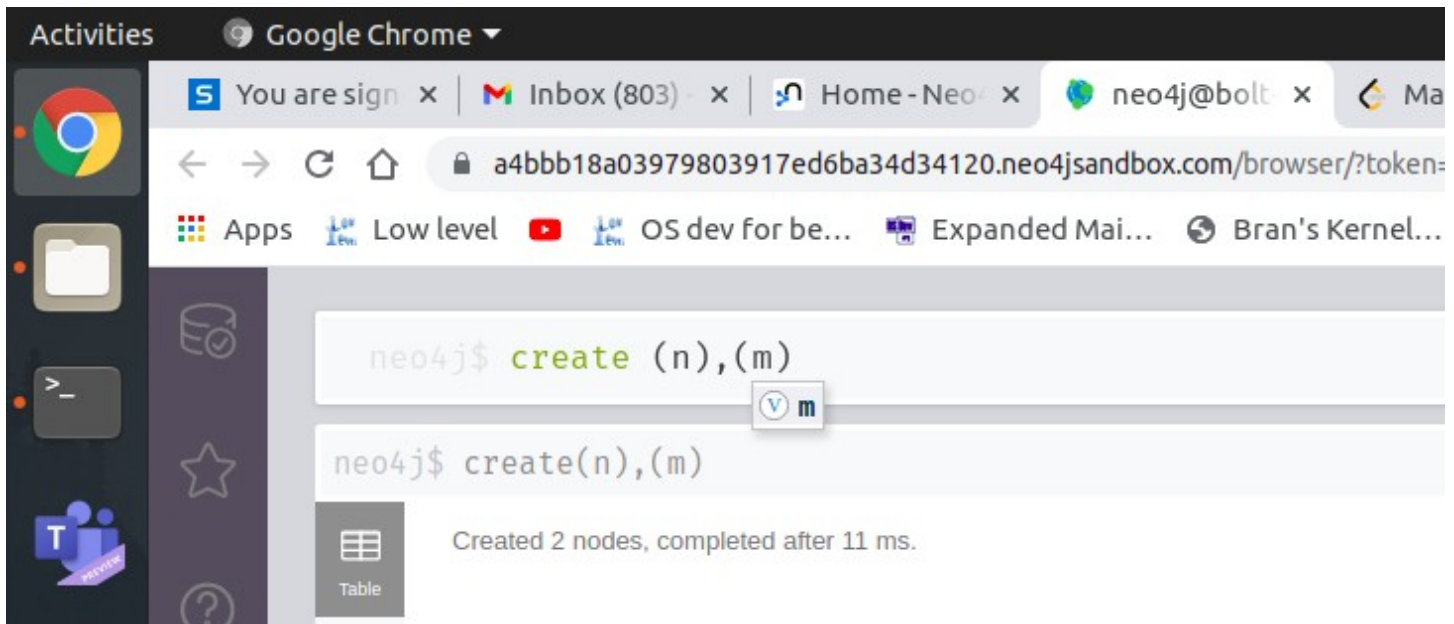 Activities Google Chrome
S You are sign Inbox (803) - Home - Neo4 neo4j@bolt- Ma
a4bbb18a03979803917ed6ba34d34120.neo4jsandbox.com/browser/?token=
Apps Low level OS dev for be... Expanded Mai... Bran's Kernel...
neo4j$ create (n),(m)
V m
>_
neo4j$ create(n),(m)
T
PREVIEW
Created 2 nodes, completed after 11 ms.
Table